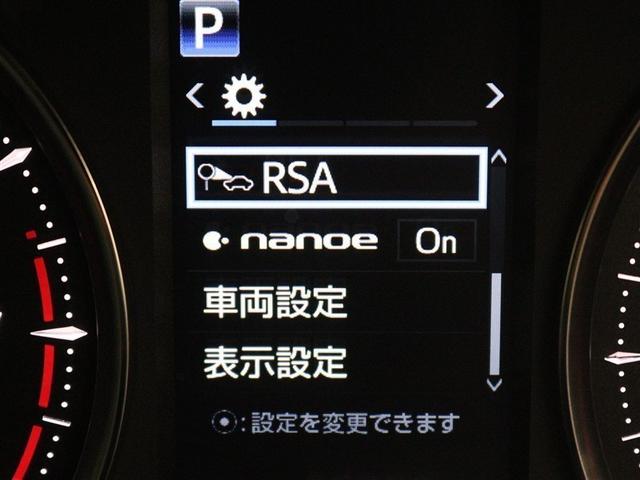 P
RSA
nanoe On
車両設定
表示設定
:設定を変更できます